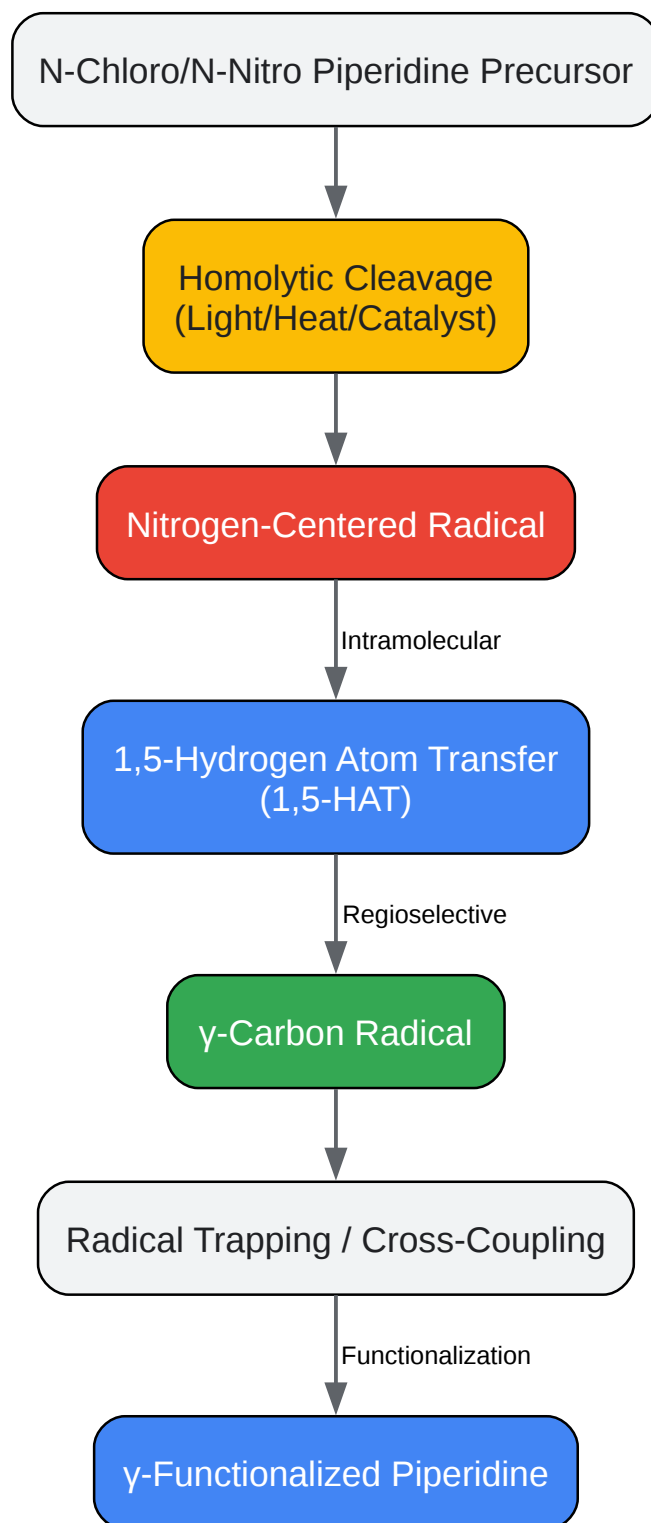 N-Chloro/N-Nitro Piperidine Precursor
Homolytic Cleavage
(Light/Heat/Catalyst)
Nitrogen-Centered Radical
Intramolecular
1,5-Hydrogen Atom Transfer
(1,5-HAT)
Regioselective
γ-Carbon Radical
Radical Trapping / Cross-Coupling
Functionalization
γ-Functionalized Piperidine